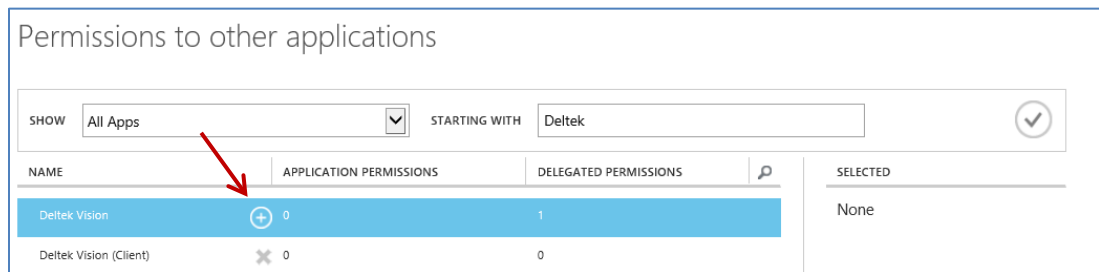 Permissions to other applications
SHOW All Apps STARTING WITH Deltek
NAME APPLICATION PERMISSIONS DELEGATED PERMISSIONS SELECTED
Deltek Vision 0 1 None
Deltek Vision (Client) 0 0